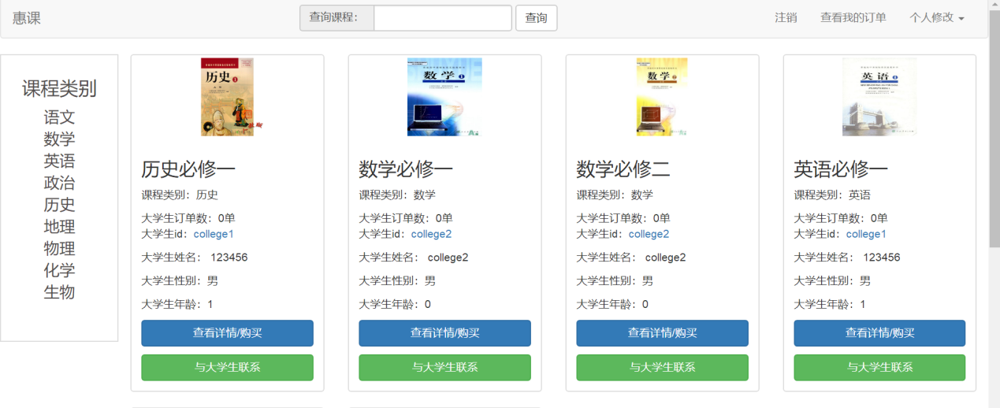 惠课
查询课程:
查询
注销
查看我的订单
个人修改
课程类别
语文
数学
英语
政治
历史
地理
物理
化学
生物
历史 1
历史必修一
课程类别：历史
大学生订单数：0单
大学生id：college1
大学生姓名： 123456
大学生性别：男
大学生年龄：1
查看详情/购买
与大学生联系
数学 1
数学必修一
课程类别：数学
大学生订单数：0单
大学生id：college2
大学生姓名： college2
大学生性别：男
大学生年龄：0
查看详情/购买
与大学生联系
数学 2
数学必修二
课程类别：数学
大学生订单数：0单
大学生id：college2
大学生姓名： college2
大学生性别：男
大学生年龄：0
查看详情/购买
与大学生联系
英语 1
英语必修一
课程类别：英语
大学生订单数：0单
大学生id：college1
大学生姓名： 123456
大学生性别：男
大学生年龄：1
查看详情/购买
与大学生联系